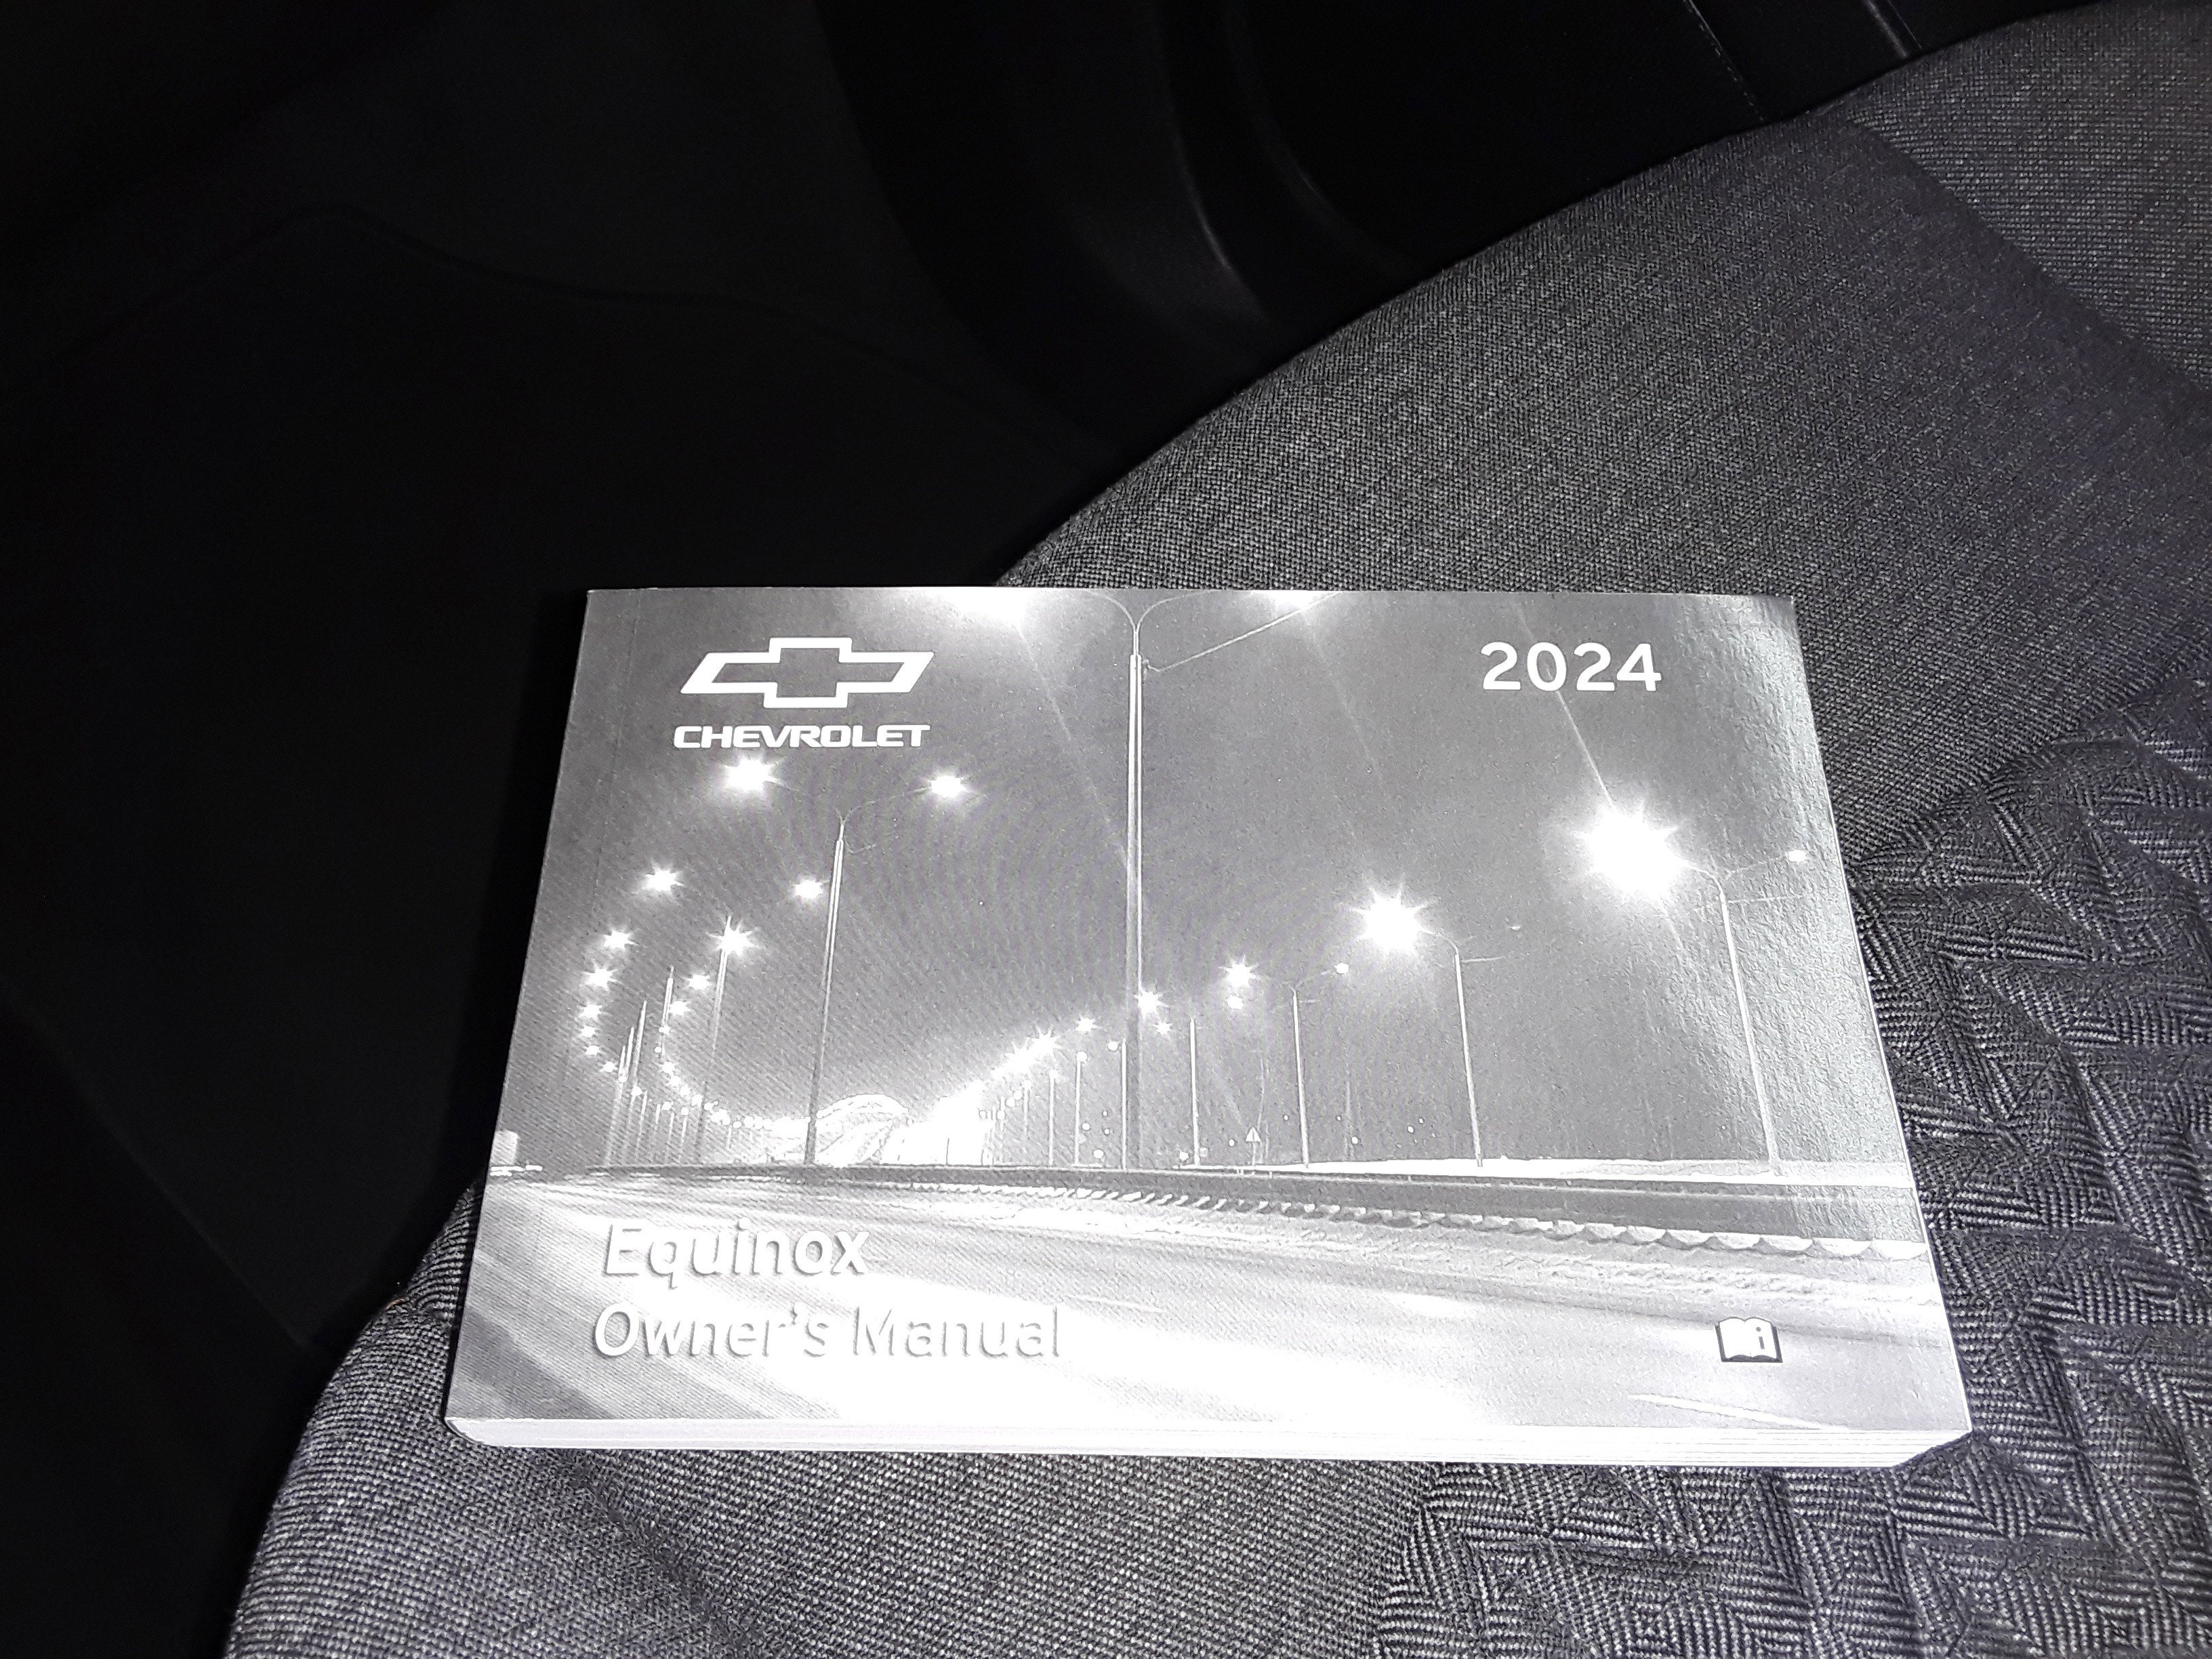 CHEVROLET
2024
Equinox
Owner's Manual
i